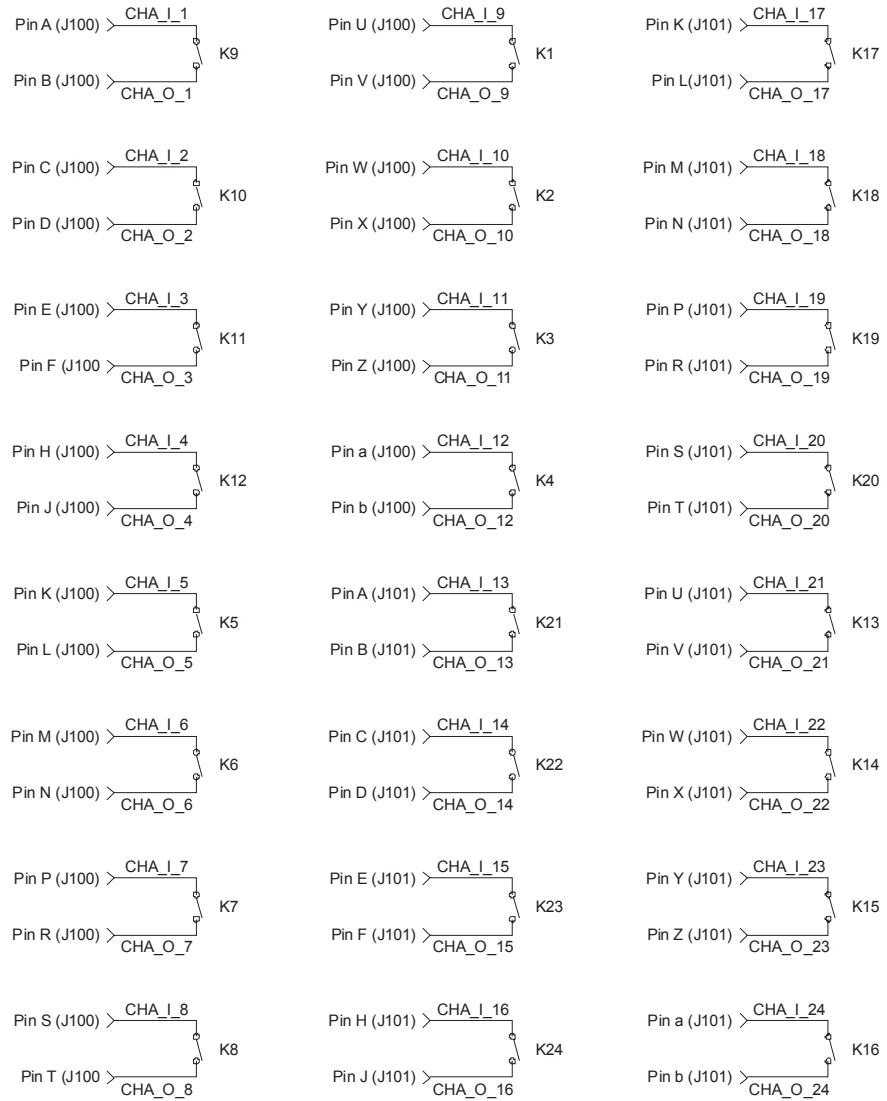 Pin A (J100) CHA_I_1 K9
Pin B (J100) CHA_O_1
Pin U (J100) CHA_I_9 K1
Pin V (J100) CHA_O_9
Pin K (J101) CHA_I_17 K17
Pin L(J101) CHA_O_17
Pin C (J100) CHA_I_2 K10
Pin D (J100) CHA_O_2
Pin W (J100) CHA_I_10 K2
Pin X (J100) CHA_O_10
Pin M (J101) CHA_I_18 K18
Pin N (J101) CHA_O_18
Pin E (J100) CHA_I_3 K11
Pin F (J100 CHA_O_3
Pin Y (J100) CHA_I_11 K3
Pin Z (J100) CHA_O_11
Pin P (J101) CHA_I_19 K19
Pin R (J101) CHA_O_19
Pin H (J100) CHA_I_4 K12
Pin J (J100) CHA_O_4
Pin a (J100) CHA_I_12 K4
Pin b (J100) CHA_O_12
Pin S (J101) CHA_I_20 K20
Pin T (J101) CHA_O_20
Pin K (J100) CHA_I_5 K5
Pin L (J100) CHA_O_5
Pin A (J101) CHA_I_13 K21
Pin B (J101) CHA_O_13
Pin U (J101) CHA_I_21 K13
Pin V (J101) CHA_O_21
Pin M (J100) CHA_I_6 K6
Pin N (J100) CHA_O_6
Pin C (J101) CHA_I_14 K22
Pin D (J101) CHA_O_14
Pin W (J101) CHA_I_22 K14
Pin X (J101) CHA_O_22
Pin P (J100) CHA_I_7 K7
Pin R (J100) CHA_O_7
Pin E (J101) CHA_I_15 K23
Pin F (J101) CHA_O_15
Pin Y (J101) CHA_I_23 K15
Pin Z (J101) CHA_O_23
Pin S (J100) CHA_I_8 K8
Pin T (J100 CHA_O_8
Pin H (J101) CHA_I_16 K24
Pin J (J101) CHA_O_16
Pin a (J101) CHA_I_24 K16
Pin b (J101) CHA_O_24